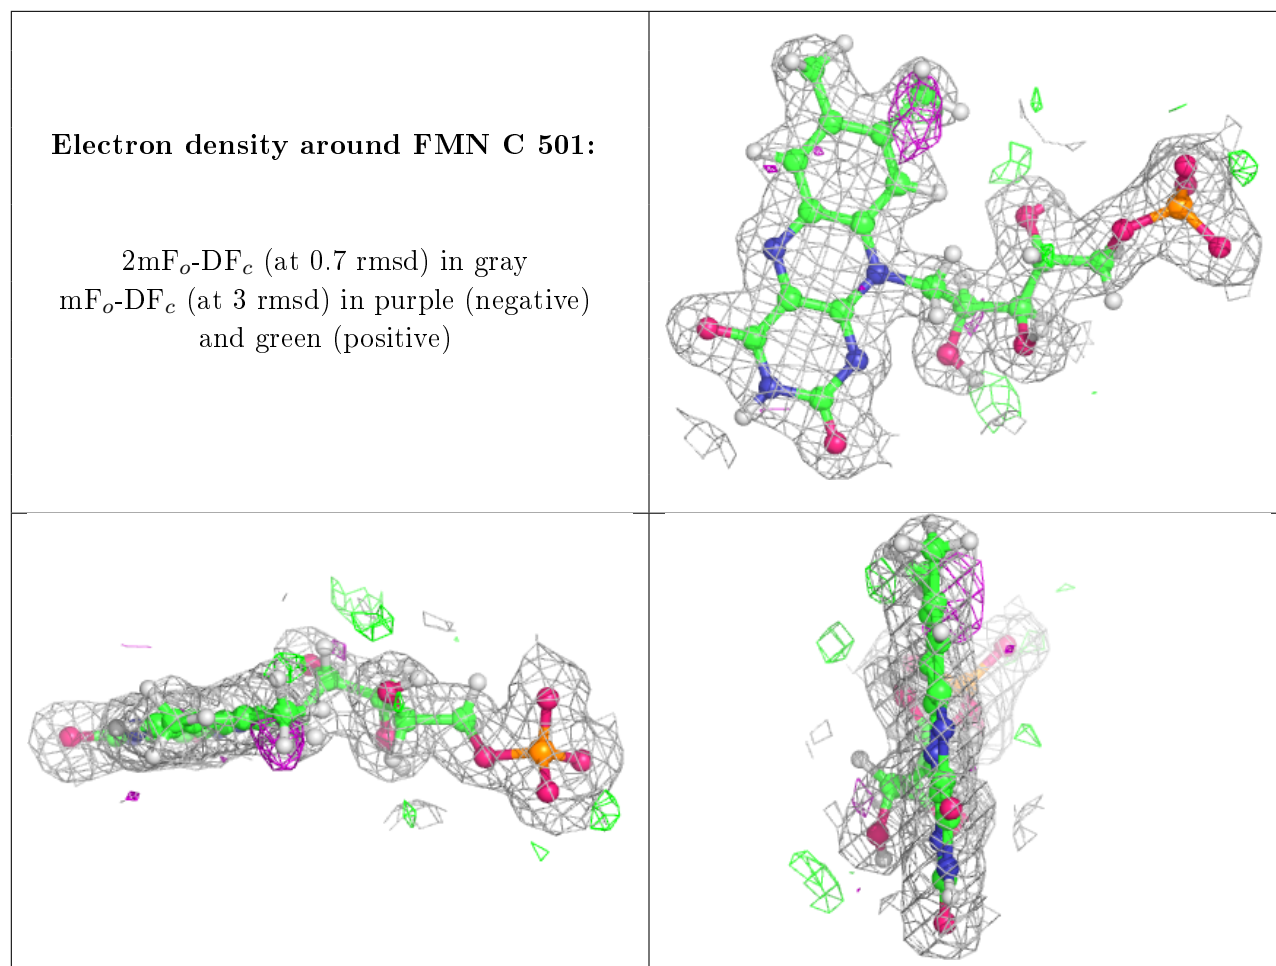 Electron density around FMN C 501:
2mFo-DFc (at 0.7 rmsd) in gray
mFo-DFc (at 3 rmsd) in purple (negative)
and green (positive)